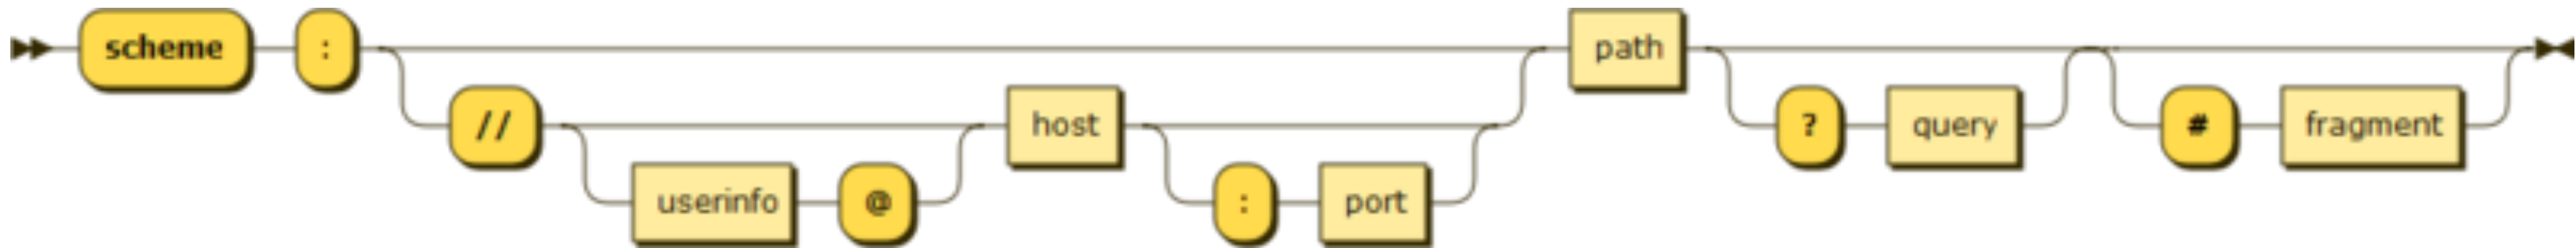 scheme : path
// host ? query # fragment
userinfo @ : port